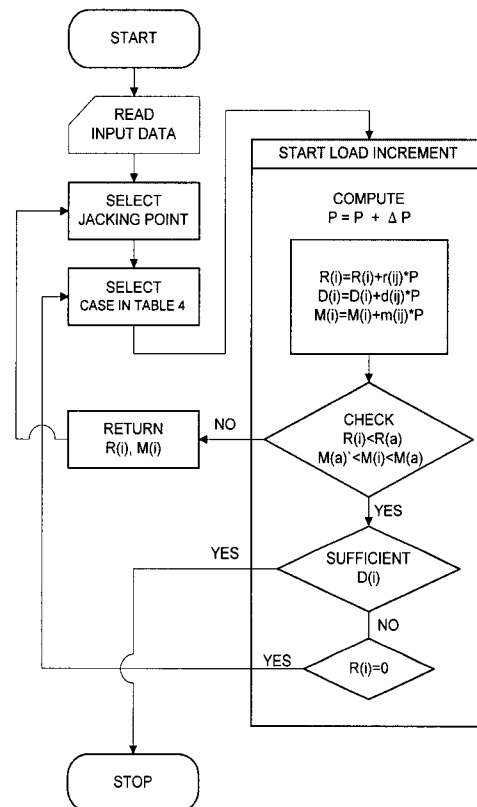 START
READ
INPUT DATA
SELECT
JACKING POINT
SELECT
CASE IN TABLE 4
START LOAD INCREMENT
COMPUTE
P = P + Δ P
R(i)=R(i)+r(ij)*P
D(i)=D(i)+d(ij)*P
M(i)=M(i)+m(ij)*P
CHECK
R(i)<R(a)
M(a)`<M(i)<M(a)
NO
RETURN
R(i), M(i)
YES
SUFFICIENT
D(i)
YES
NO
R(i)=0
YES
STOP